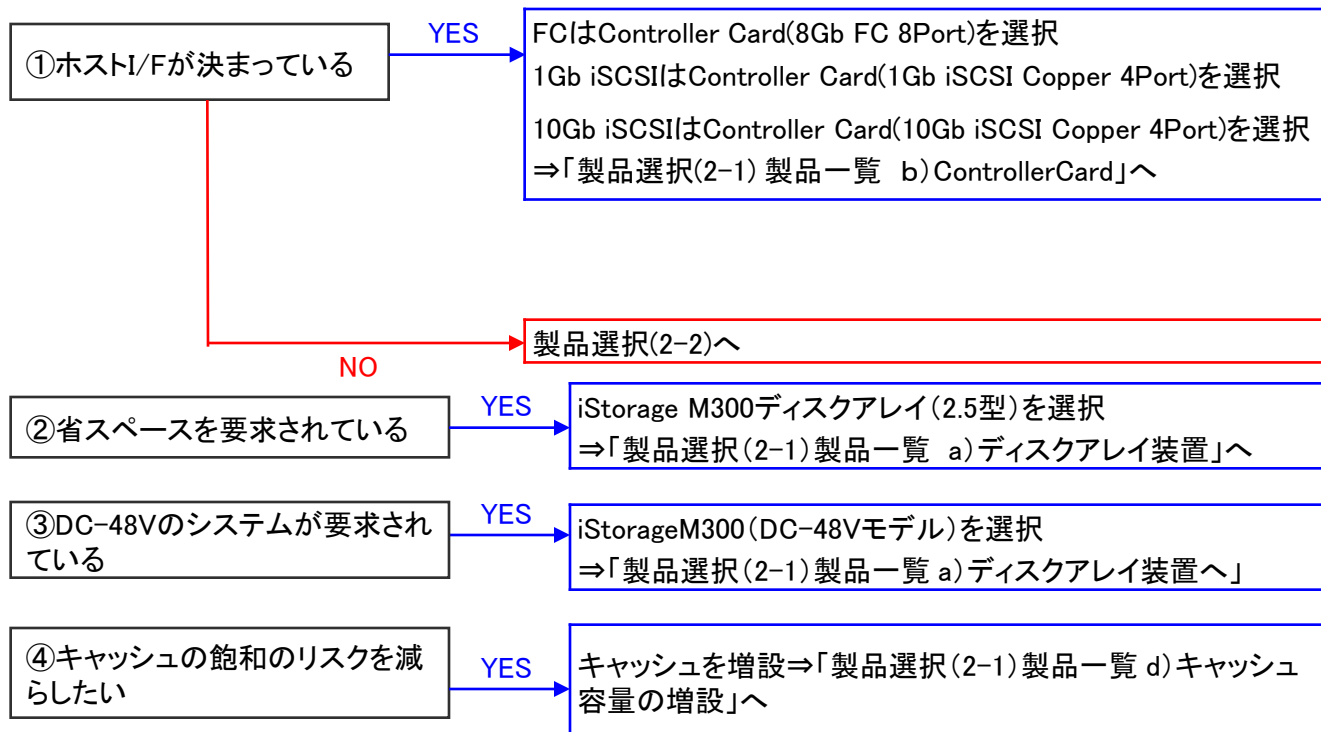 ①ホストI/Fが決まっている
YES
FCはController Card(8Gb FC 8Port)を選択
1Gb iSCSIはController Card(1Gb iSCSI Copper 4Port)を選択
10Gb iSCSIはController Card(10Gb iSCSI Copper 4Port)を選択
⇒「製品選択(2-1) 製品一覧　b)ControllerCard」へ
製品選択(2-2)へ
NO
②省スペースを要求されている
YES
iStorage M300ディスクアレイ(2.5型)を選択
⇒「製品選択(2-1)製品一覧　a)ディスクアレイ装置」へ
③DC-48Vのシステムが要求され
ている
YES
iStorageM300(DC-48Vモデル)を選択
⇒「製品選択(2-1)製品一覧 a)ディスクアレイ装置へ」
④キャッシュの飽和のリスクを減
らしたい
YES
キャッシュを増設⇒「製品選択(2-1)製品一覧 d)キャッシュ
容量の増設」へ